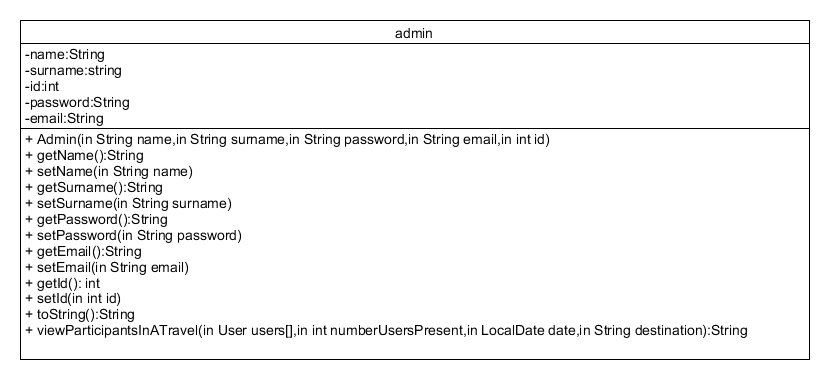 admin
-name:String
-surname:string
-id:int
-password:String
-email:String
+ Admin(in String name,in String surname,in String password,in String email,in int id)
+ getName():String
+ setName(in String name)
+ getSurname():String
+ setSurname(in String surname)
+ getPassword():String
+ setPassword(in String password)
+ getEmail():String
+ setEmail(in String email)
+ getId(): int
+ setId(in int id)
+ toString():String
+ viewParticipantsInATravel(in User users[],in int numberUsersPresent,in LocalDate date,in String destination):String